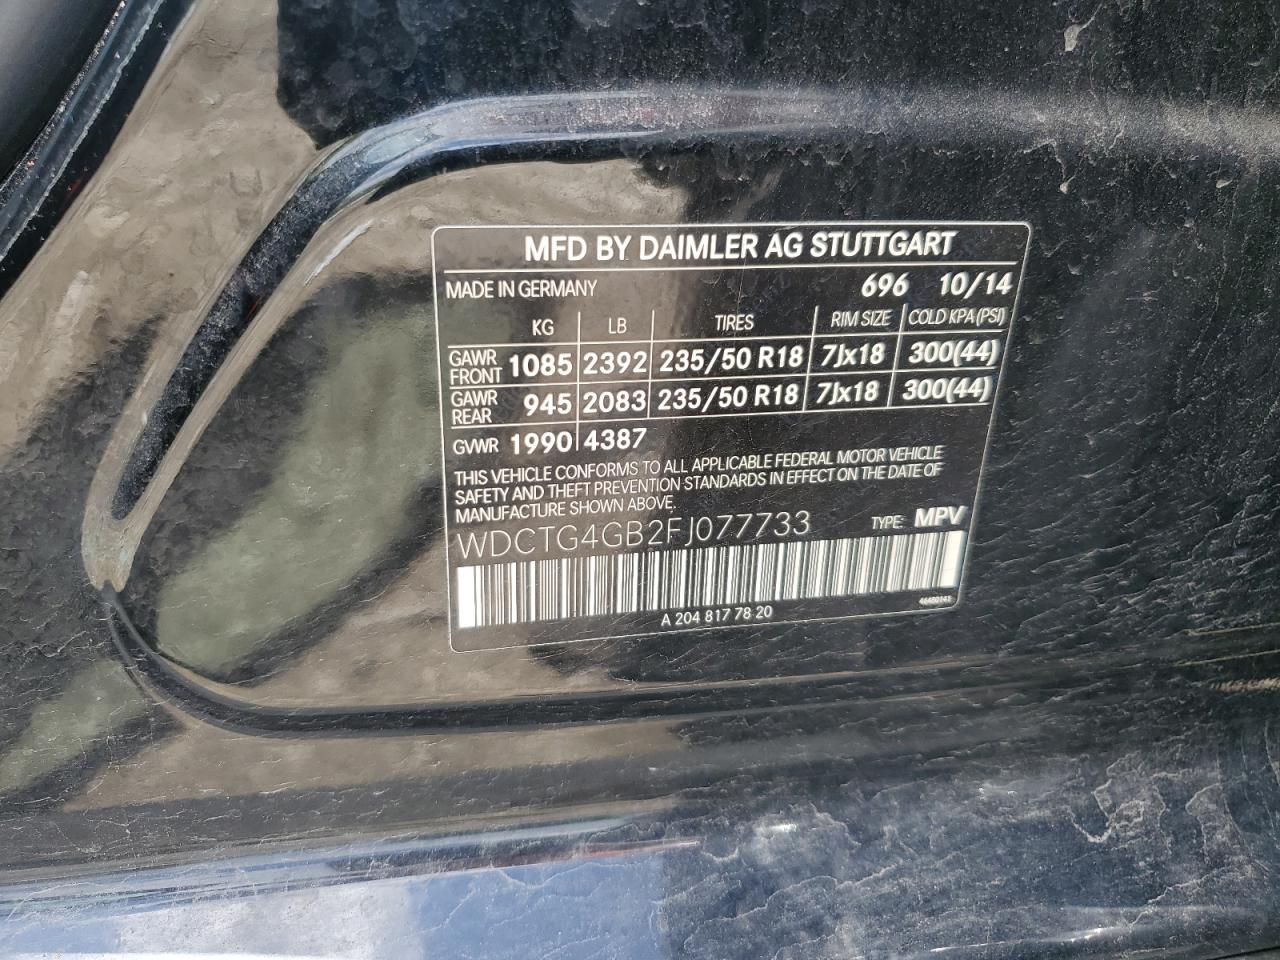 MFD BY DAIMLER AG STUTTGART
MADE IN GERMANY 696 10/14
KG LB TIRES RIM SIZE COLD KPA (PSI)
GAWR FRONT 1085 2392 235/50 R18 7Jx18 300(44)
GAWR REAR 945 2083 235/50 R18 7Jx18 300(44)
GVWR 1990 4387
THIS VEHICLE CONFORMS TO ALL APPLICABLE FEDERAL MOTOR VEHICLE
SAFETY AND THEFT PREVENTION STANDARDS IN EFFECT ON THE DATE OF
MANUFACTURE SHOWN ABOVE.
WDCTG4GB2FJ077733 TYPE: MPV
A 204 817 78 20